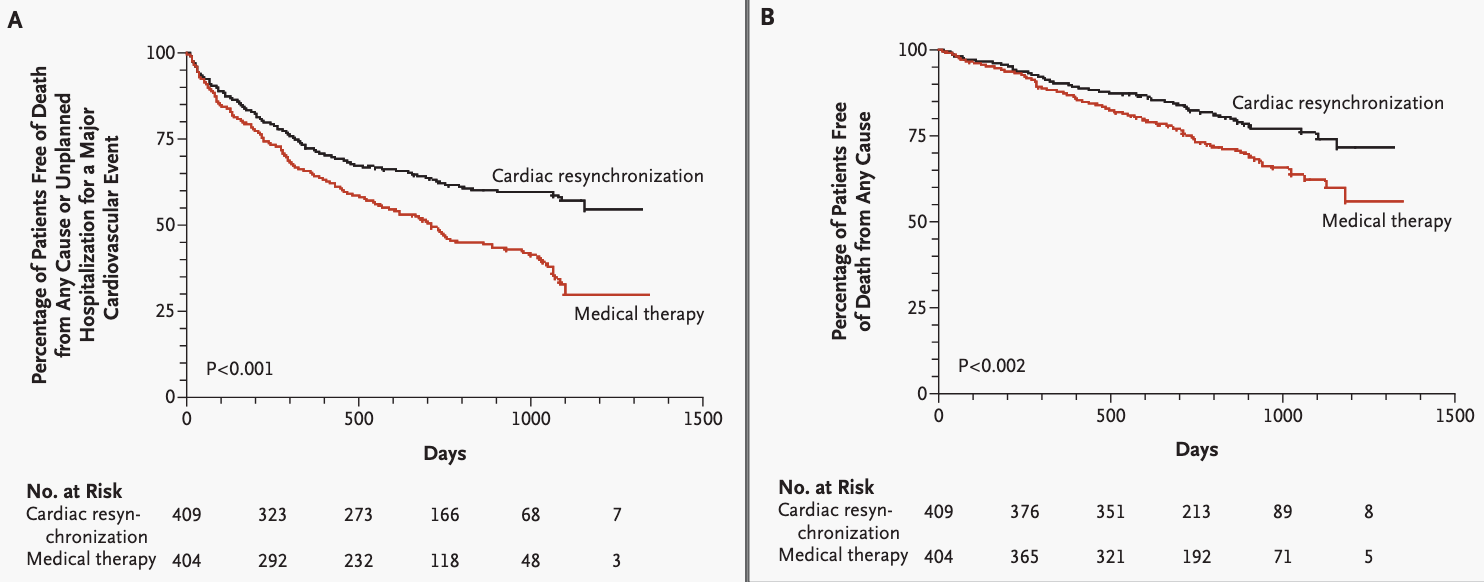 A
Percentage of Patients Free of Death
from Any Cause or Unplanned
Hospitalization for a Major
Cardiovascular Event
100
75
50
25
0
Cardiac resynchronization
Medical therapy
P<0.001
0 500 1000 1500
Days
No. at Risk
Cardiac resyn-
chronization
409 323 273 166 68 7
Medical therapy 404 292 232 118 48 3
B
Percentage of Patients Free
of Death from Any Cause
100
75
50
25
0
Cardiac resynchronization
Medical therapy
P<0.002
0 500 1000 1500
Days
No. at Risk
Cardiac resyn-
chronization
409 376 351 213 89 8
Medical therapy 404 365 321 192 71 5